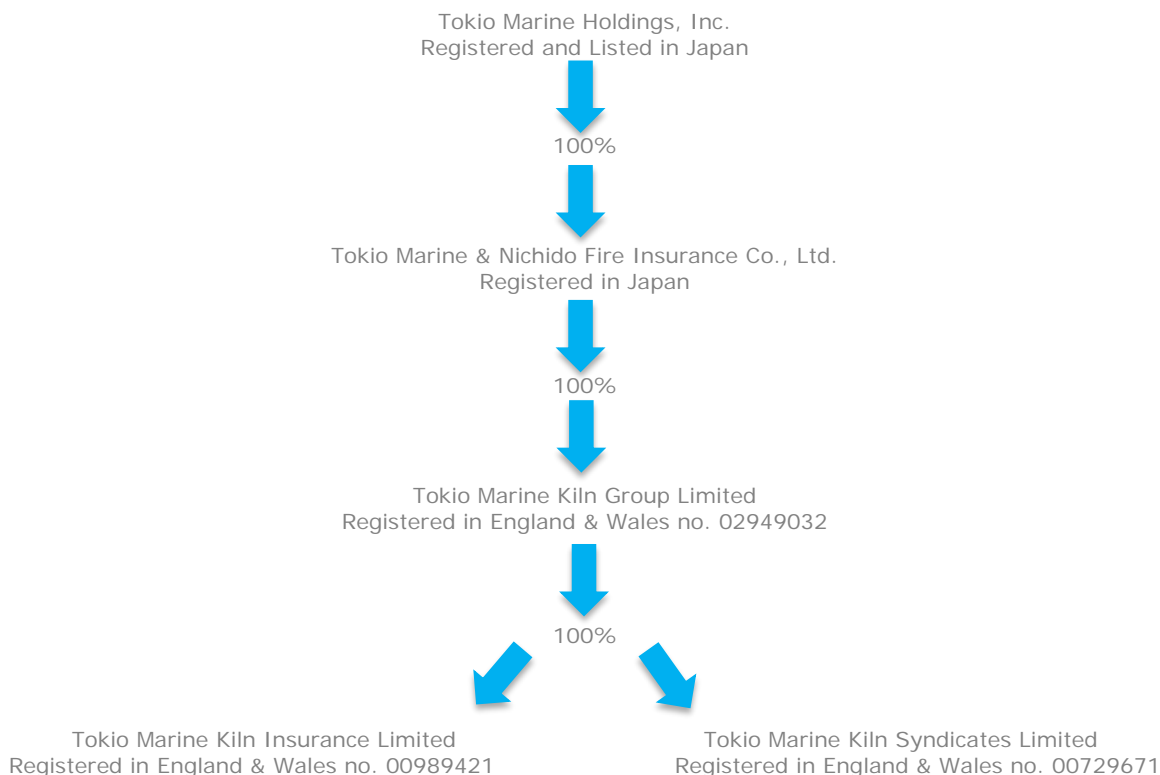 Tokio Marine Holdings, Inc.
Registered and Listed in Japan
100%
Tokio Marine & Nichido Fire Insurance Co., Ltd.
Registered in Japan
100%
Tokio Marine Kiln Group Limited
Registered in England & Wales no. 02949032
100%
Tokio Marine Kiln Insurance Limited
Registered in England & Wales no. 00989421
Tokio Marine Kiln Syndicates Limited
Registered in England & Wales no. 00729671